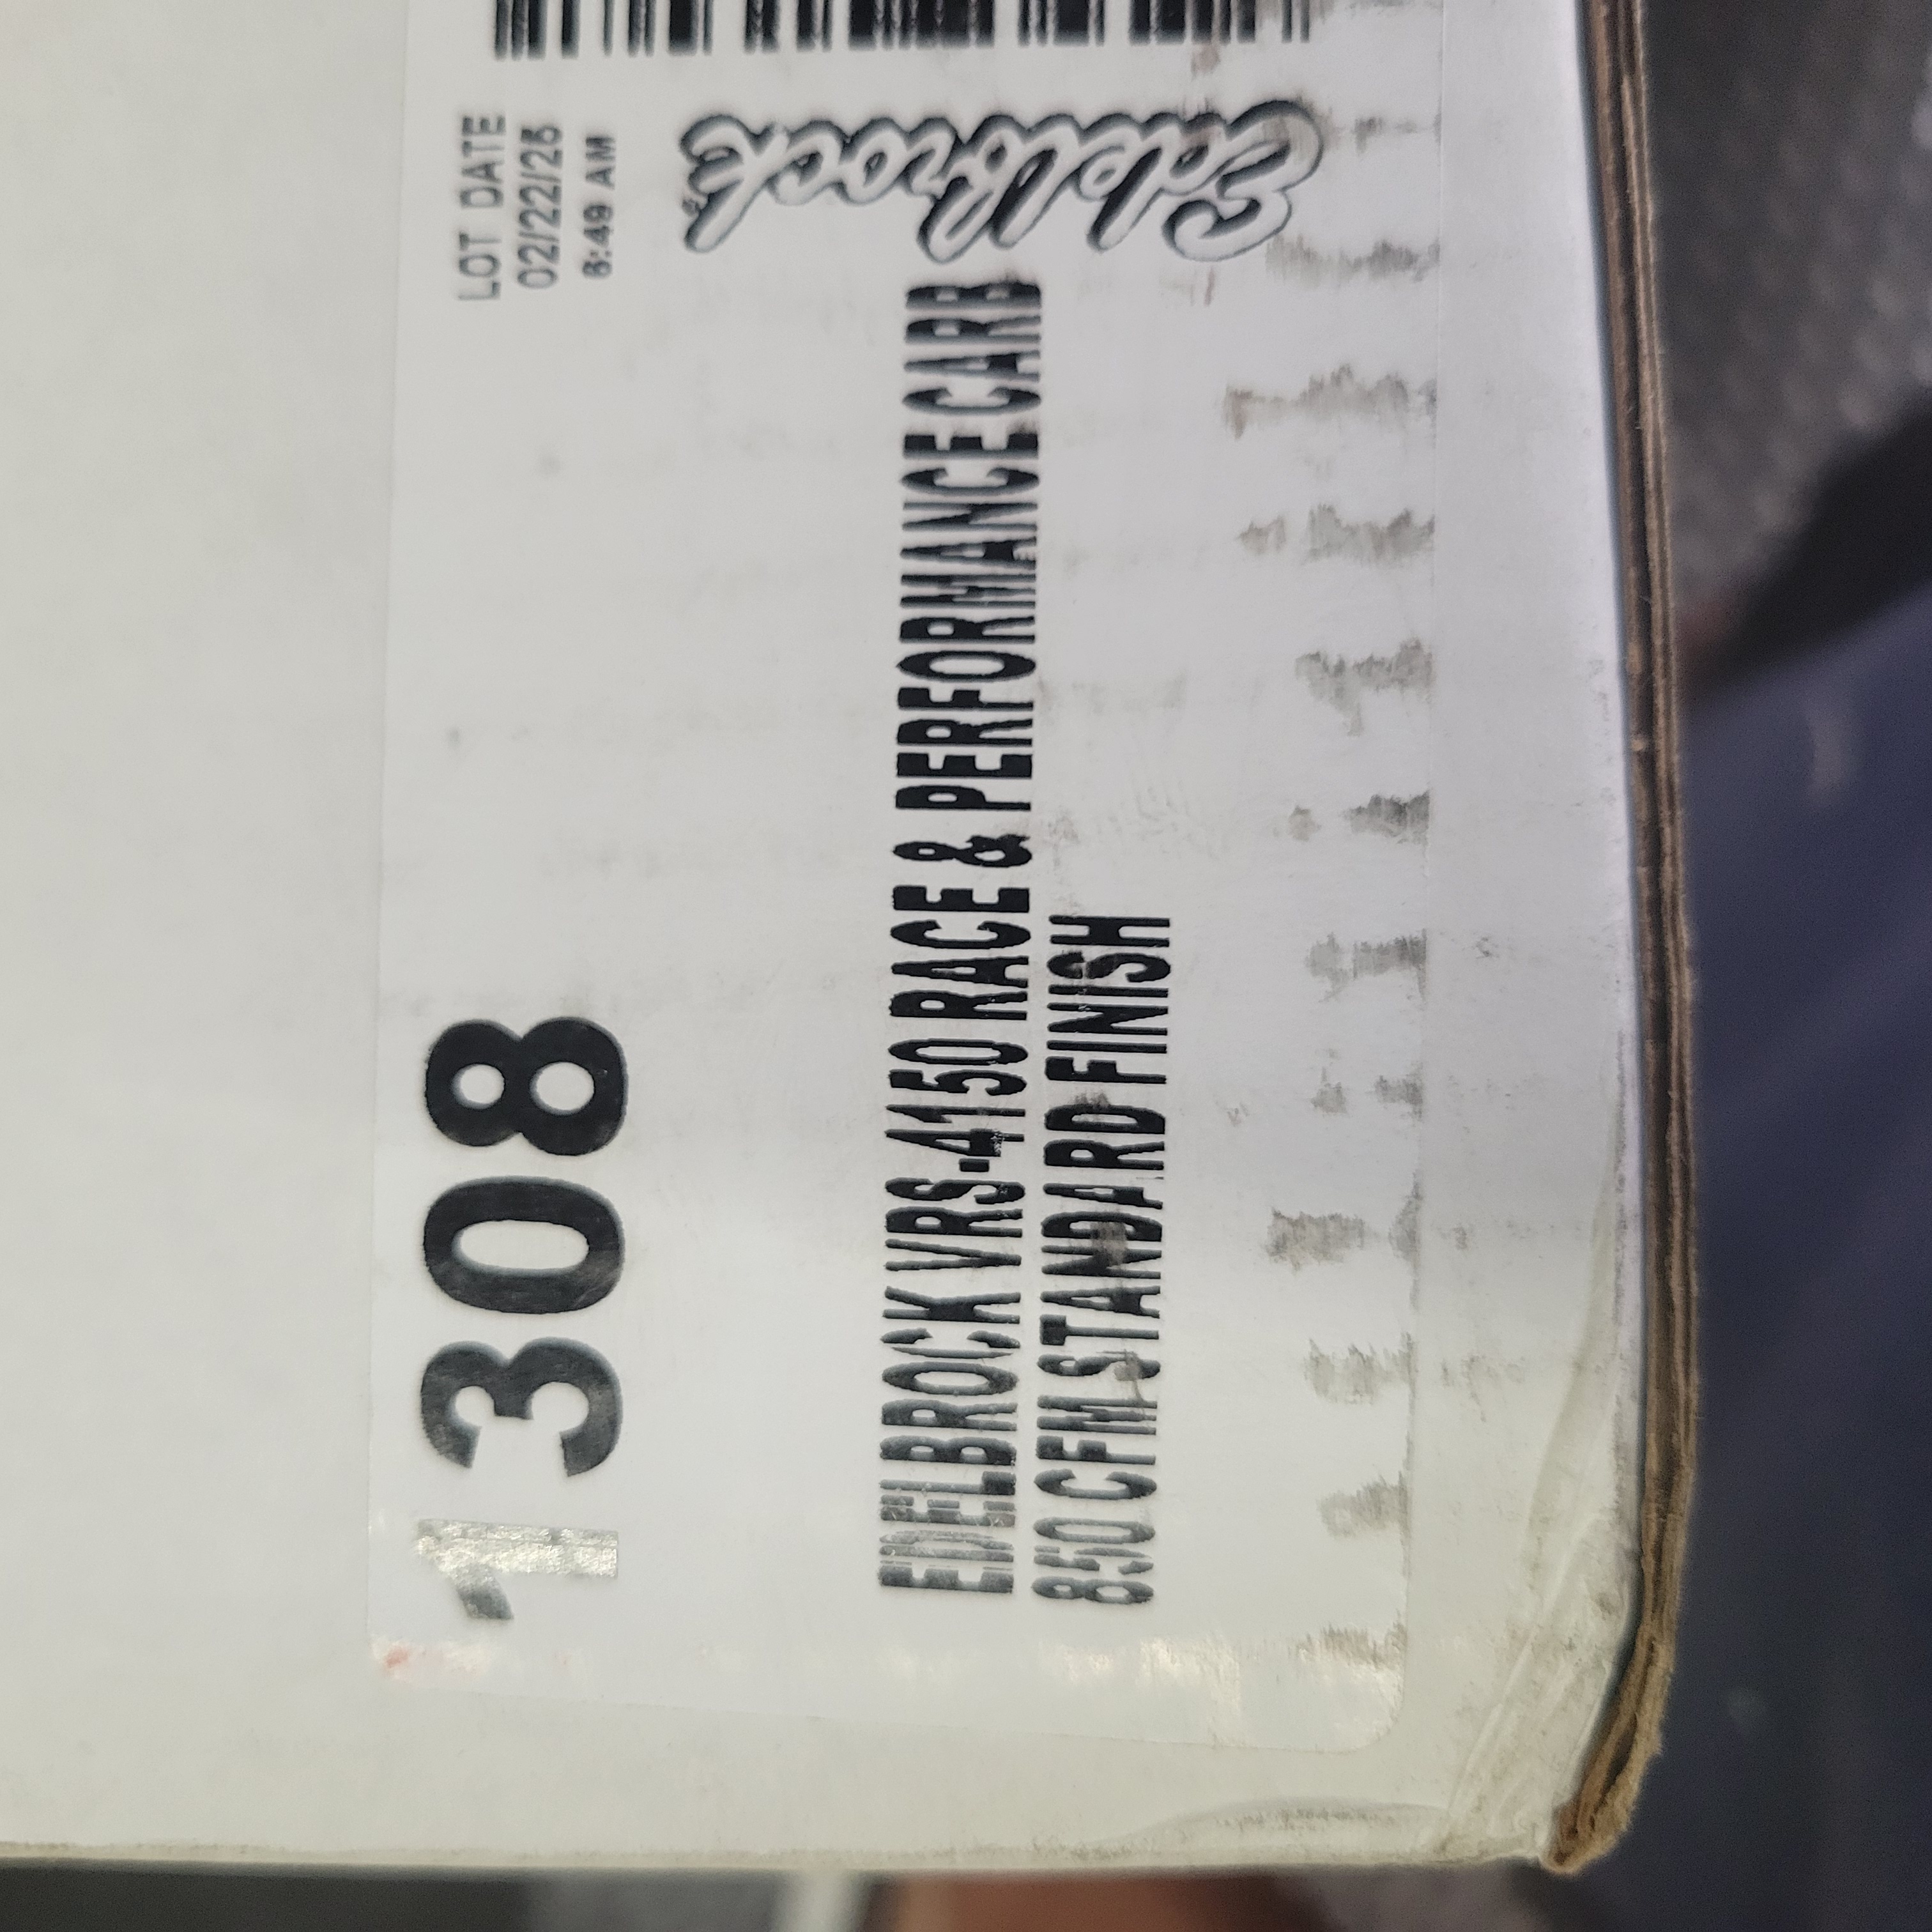 1308
LOT DATE
02/22/23
8:49 AM
EDELBROCK VRS-4150 RACE & PERFORMANCE CARB
850 CFM STANDARD FINISH
Edelbrock